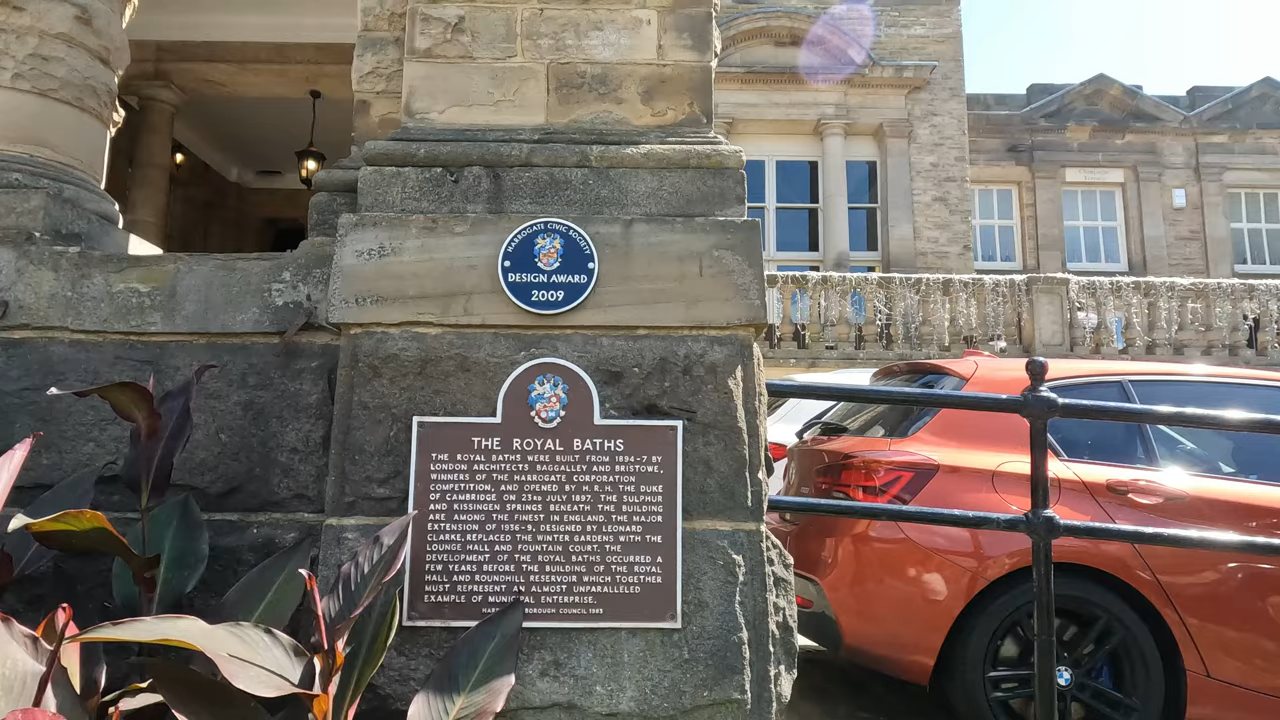 HARROGATE CIVIC SOCIETY
DESIGN AWARD
2009
THE ROYAL BATHS
THE ROYAL BATHS WERE BUILT FROM 1894-7 BY
LONDON ARCHITECTS BAGGALLEY AND BRISTOWE,
WINNERS OF THE HARROGATE CORPORATION
COMPETITION, AND OPENED BY H.R.H. THE DUKE
OF CAMBRIDGE ON 23RD JULY 1897. THE SULPHUR
AND KISSINGEN SPRINGS BENEATH THE BUILDING
ARE AMONG THE FINEST IN ENGLAND. THE MAJOR
EXTENSION OF 1936-9, DESIGNED BY LEONARD
CLARKE, REPLACED THE WINTER GARDENS WITH THE
LOUNGE HALL AND FOUNTAIN COURT. THE
DEVELOPMENT OF THE ROYAL BATHS OCCURRED A
FEW YEARS BEFORE THE BUILDING OF THE ROYAL
HALL AND ROUNDHILL RESERVOIR WHICH TOGETHER
MUST REPRESENT AN ALMOST UNPARALLELED
EXAMPLE OF MUNICIPAL ENTERPRISE.
BOROUGH COUNCIL 1983